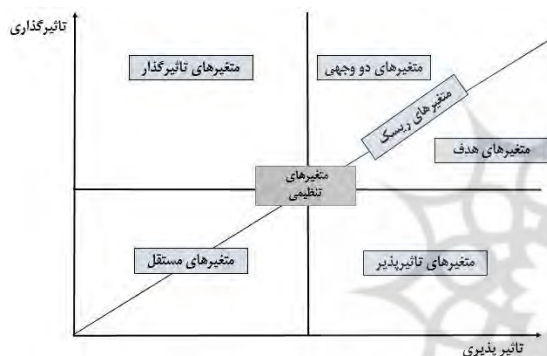 تاثیرگذاری
متغیرهای تاثیرگذار
متغیرهای دو وجهی
متغیرهای ریسک
متغیرهای هدف
متغیرهای
تنظیمی
متغیرهای مستقل
متغیرهای تاثیرپذیر
تاثیر پذیری